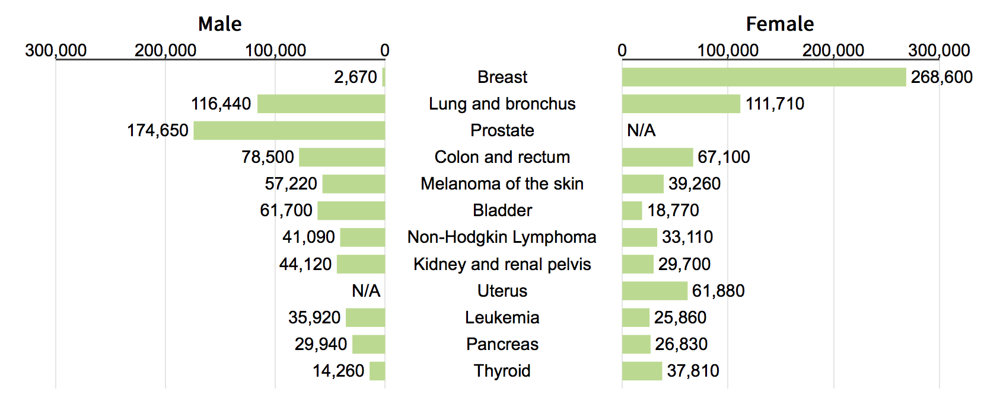 Male Female
300,000 200,000 100,000 0 0 100,000 200,000 300,000
2,670 Breast 268,600
116,440 Lung and bronchus 111,710
174,650 Prostate N/A
78,500 Colon and rectum 67,100
57,220 Melanoma of the skin 39,260
61,700 Bladder 18,770
41,090 Non-Hodgkin Lymphoma 33,110
44,120 Kidney and renal pelvis 29,700
N/A Uterus 61,880
35,920 Leukemia 25,860
29,940 Pancreas 26,830
14,260 Thyroid 37,810